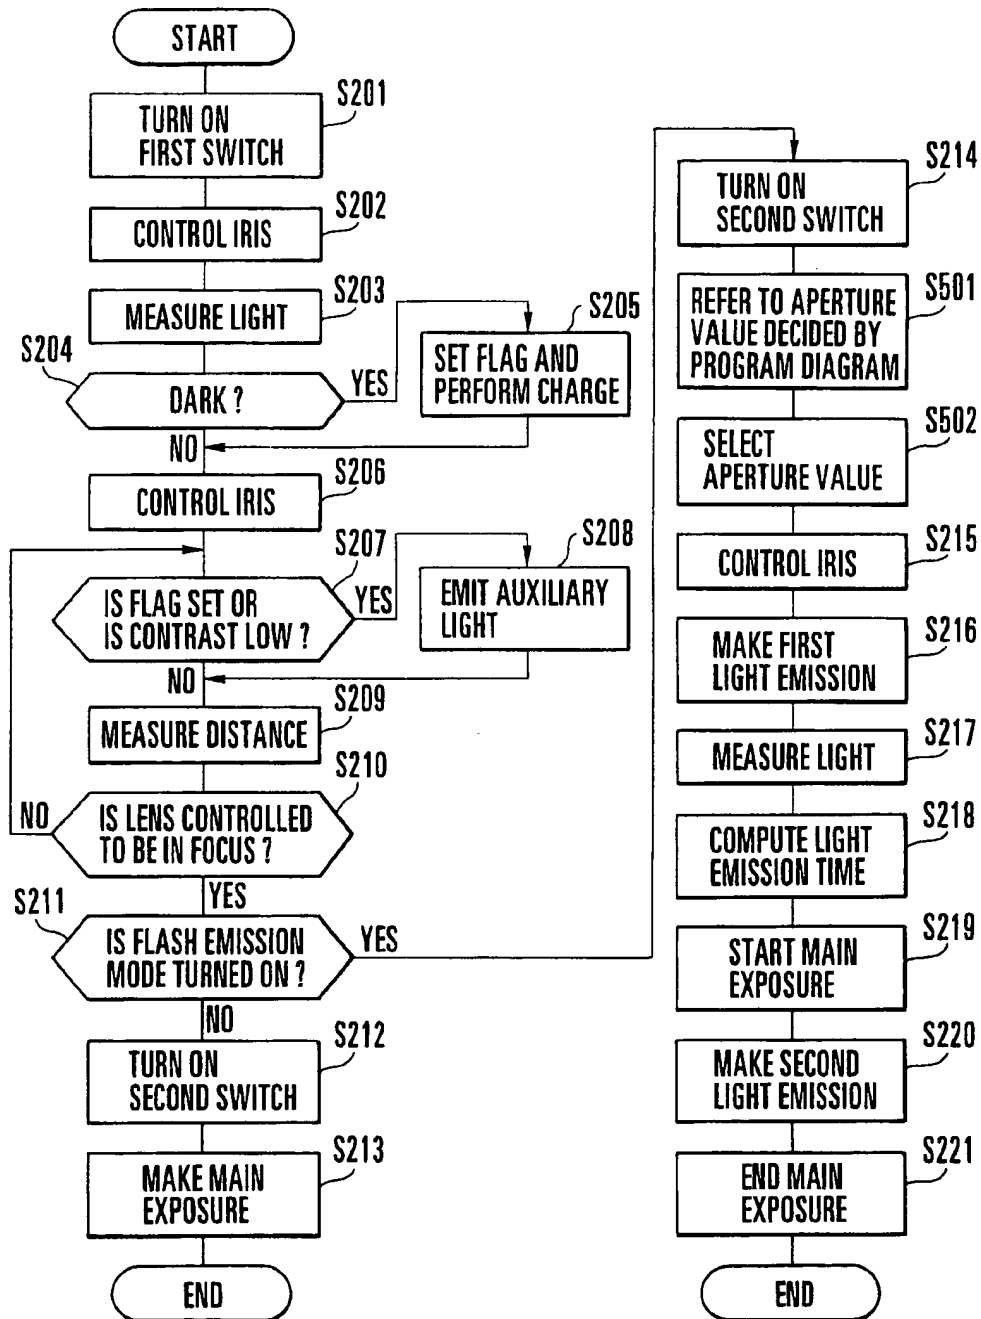 START
S201
TURN ON
FIRST SWITCH
S202
CONTROL IRIS
S203
MEASURE LIGHT
S204
DARK ?
YES
NO
S205
SET FLAG AND
PERFORM CHARGE
S206
CONTROL IRIS
S207
IS FLAG SET OR
IS CONTRAST LOW ?
YES
NO
S208
EMIT AUXILIARY
LIGHT
S209
MEASURE DISTANCE
S210
IS LENS CONTROLLED
TO BE IN FOCUS ?
NO
YES
S211
IS FLASH EMISSION
MODE TURNED ON ?
YES
NO
S212
TURN ON
SECOND SWITCH
S213
MAKE MAIN
EXPOSURE
END
S214
TURN ON
SECOND SWITCH
S501
REFER TO APERTURE
VALUE DECIDED BY
PROGRAM DIAGRAM
S502
SELECT
APERTURE VALUE
S215
CONTROL IRIS
S216
MAKE FIRST
LIGHT EMISSION
S217
MEASURE LIGHT
S218
COMPUTE LIGHT
EMISSION TIME
S219
START MAIN
EXPOSURE
S220
MAKE SECOND
LIGHT EMISSION
S221
END MAIN
EXPOSURE
END